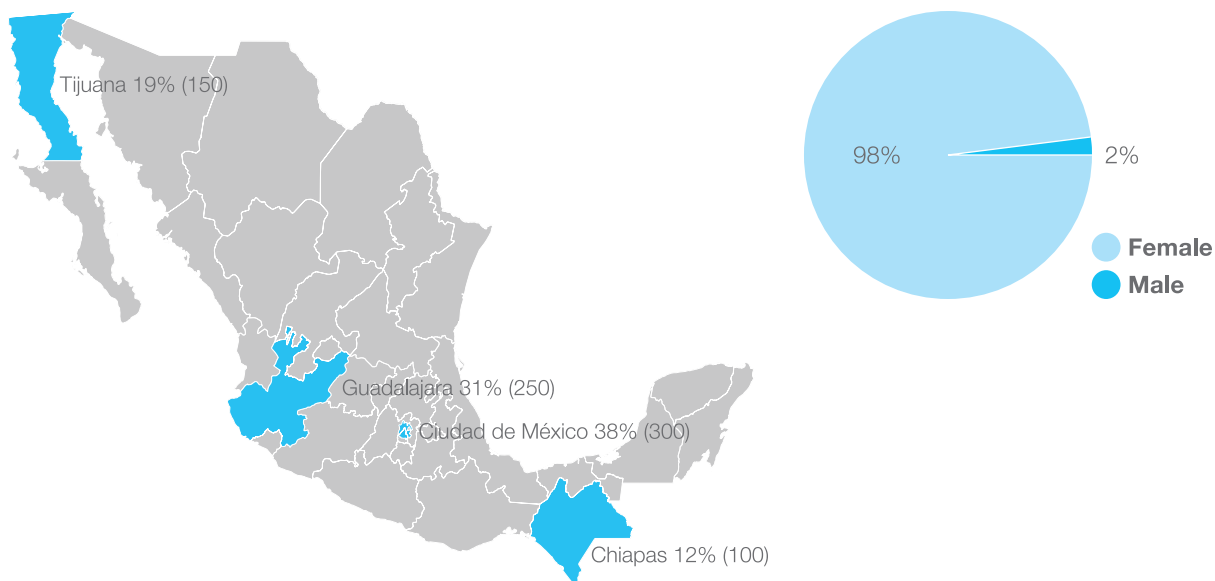 Tijuana 19% (150)
Guadalajara 31% (250)
Ciudad de México 38% (300)
Chiapas 12% (100)
98%
2%
Female
Male